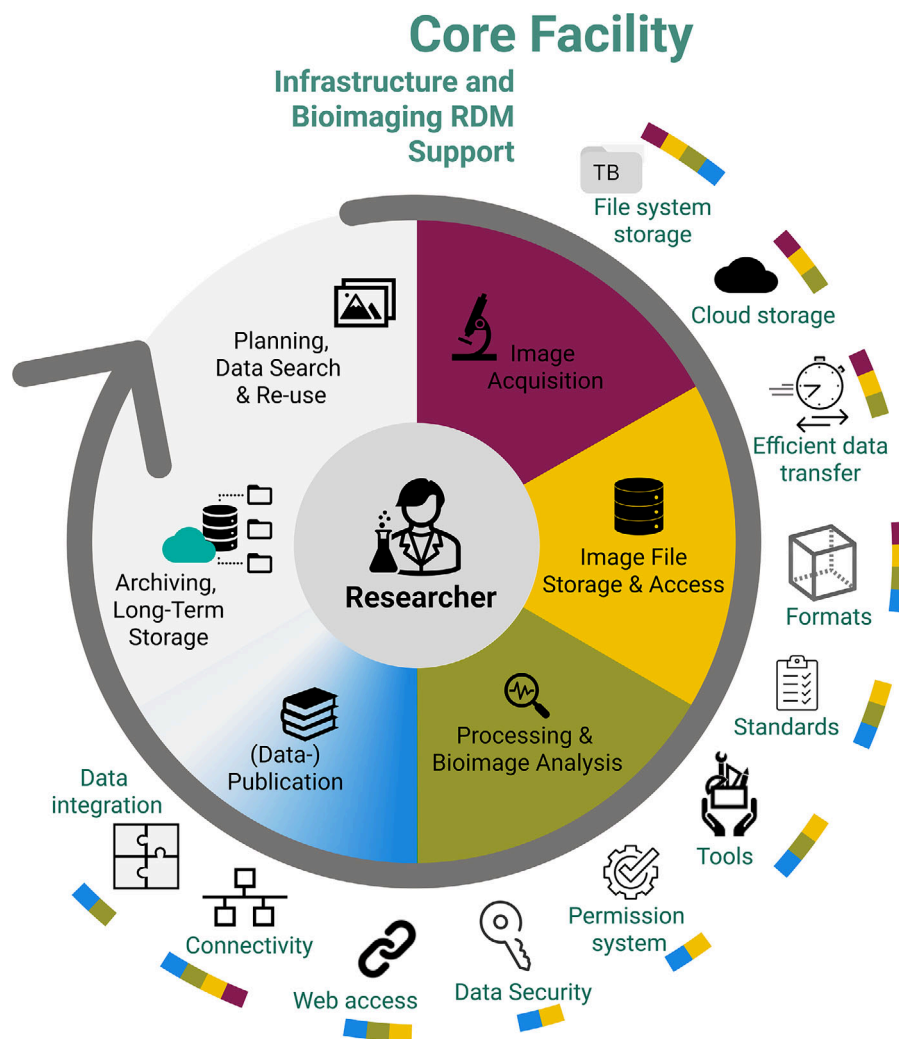 Core Facility
Infrastructure and
Bioimaging RDM
Support
TB
File system
storage
Cloud storage
Efficient data
transfer
Formats
Standards
Tools
Permission
system
Data Security
Web access
Connectivity
Data
integration
Planning,
Data Search
& Re-use
Image
Acquisition
Image File
Storage & Access
Processing &
Bioimage Analysis
(Data-)
Publication
Archiving,
Long-Term
Storage
Researcher